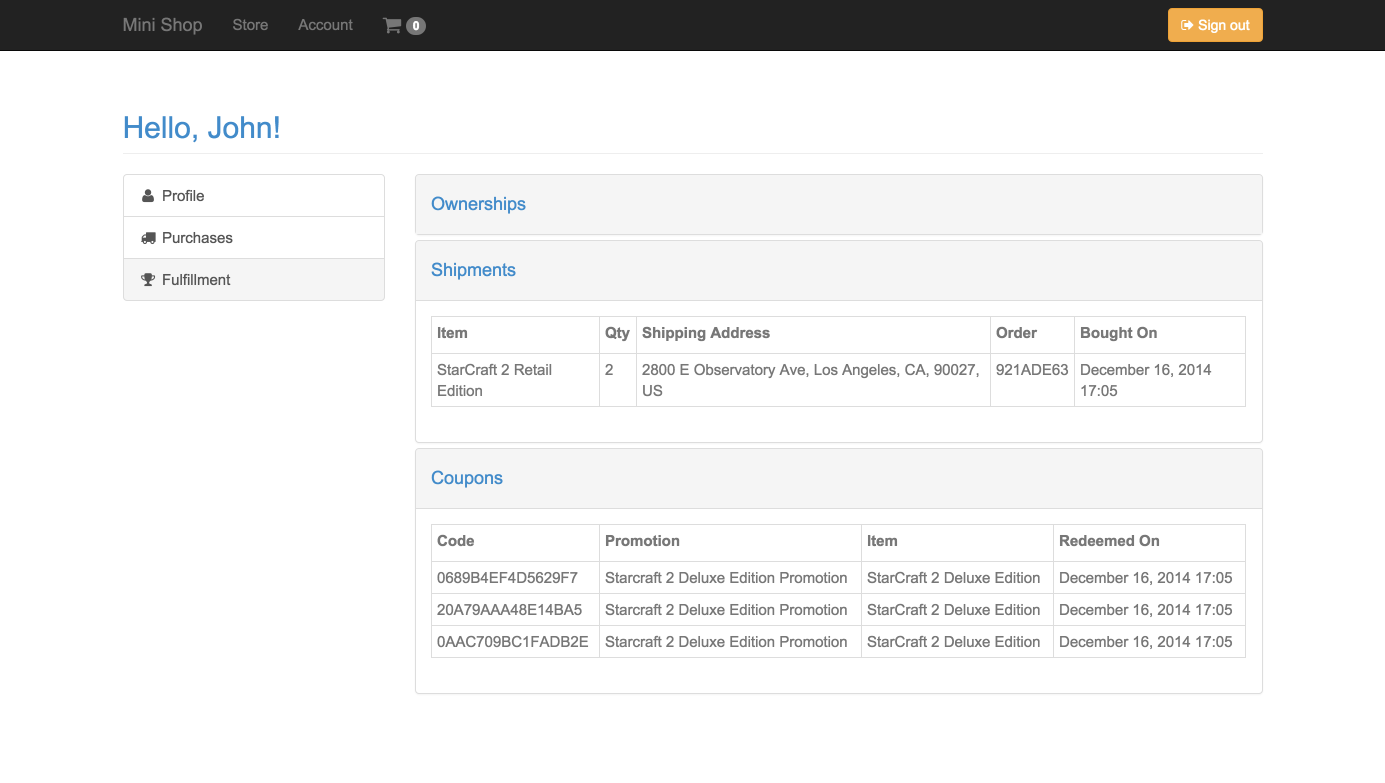 Mini Shop Store Account 0 Sign out
Hello, John!
Profile
Purchases
Fulfillment
Ownerships
Shipments
Item Qty Shipping Address Order Bought On
StarCraft 2 Retail 2 2800 E Observatory Ave, Los Angeles, CA, 90027, 921ADE63 December 16, 2014
Edition US 17:05
Coupons
Code Promotion Item Redeemed On
0689B4EF4D5629F7 Starcraft 2 Deluxe Edition Promotion StarCraft 2 Deluxe Edition December 16, 2014 17:05
20A79AAA48E14BA5 Starcraft 2 Deluxe Edition Promotion StarCraft 2 Deluxe Edition December 16, 2014 17:05
0AAC709BC1FADB2E Starcraft 2 Deluxe Edition Promotion StarCraft 2 Deluxe Edition December 16, 2014 17:05